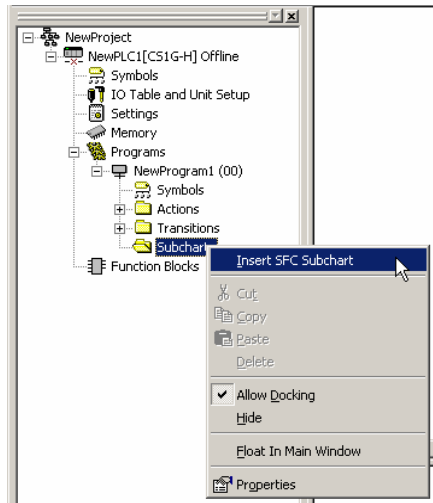 NewProject
NewPLC1[CS1G-H] Offline
Symbols
IO Table and Unit Setup
Settings
Memory
Programs
NewProgram1 (00)
Symbols
Actions
Transitions
Subchar
Function Blocks
Insert SFC Subchart
Cut
Copy
Paste
Delete
Allow Docking
Hide
Float In Main Window
Properties